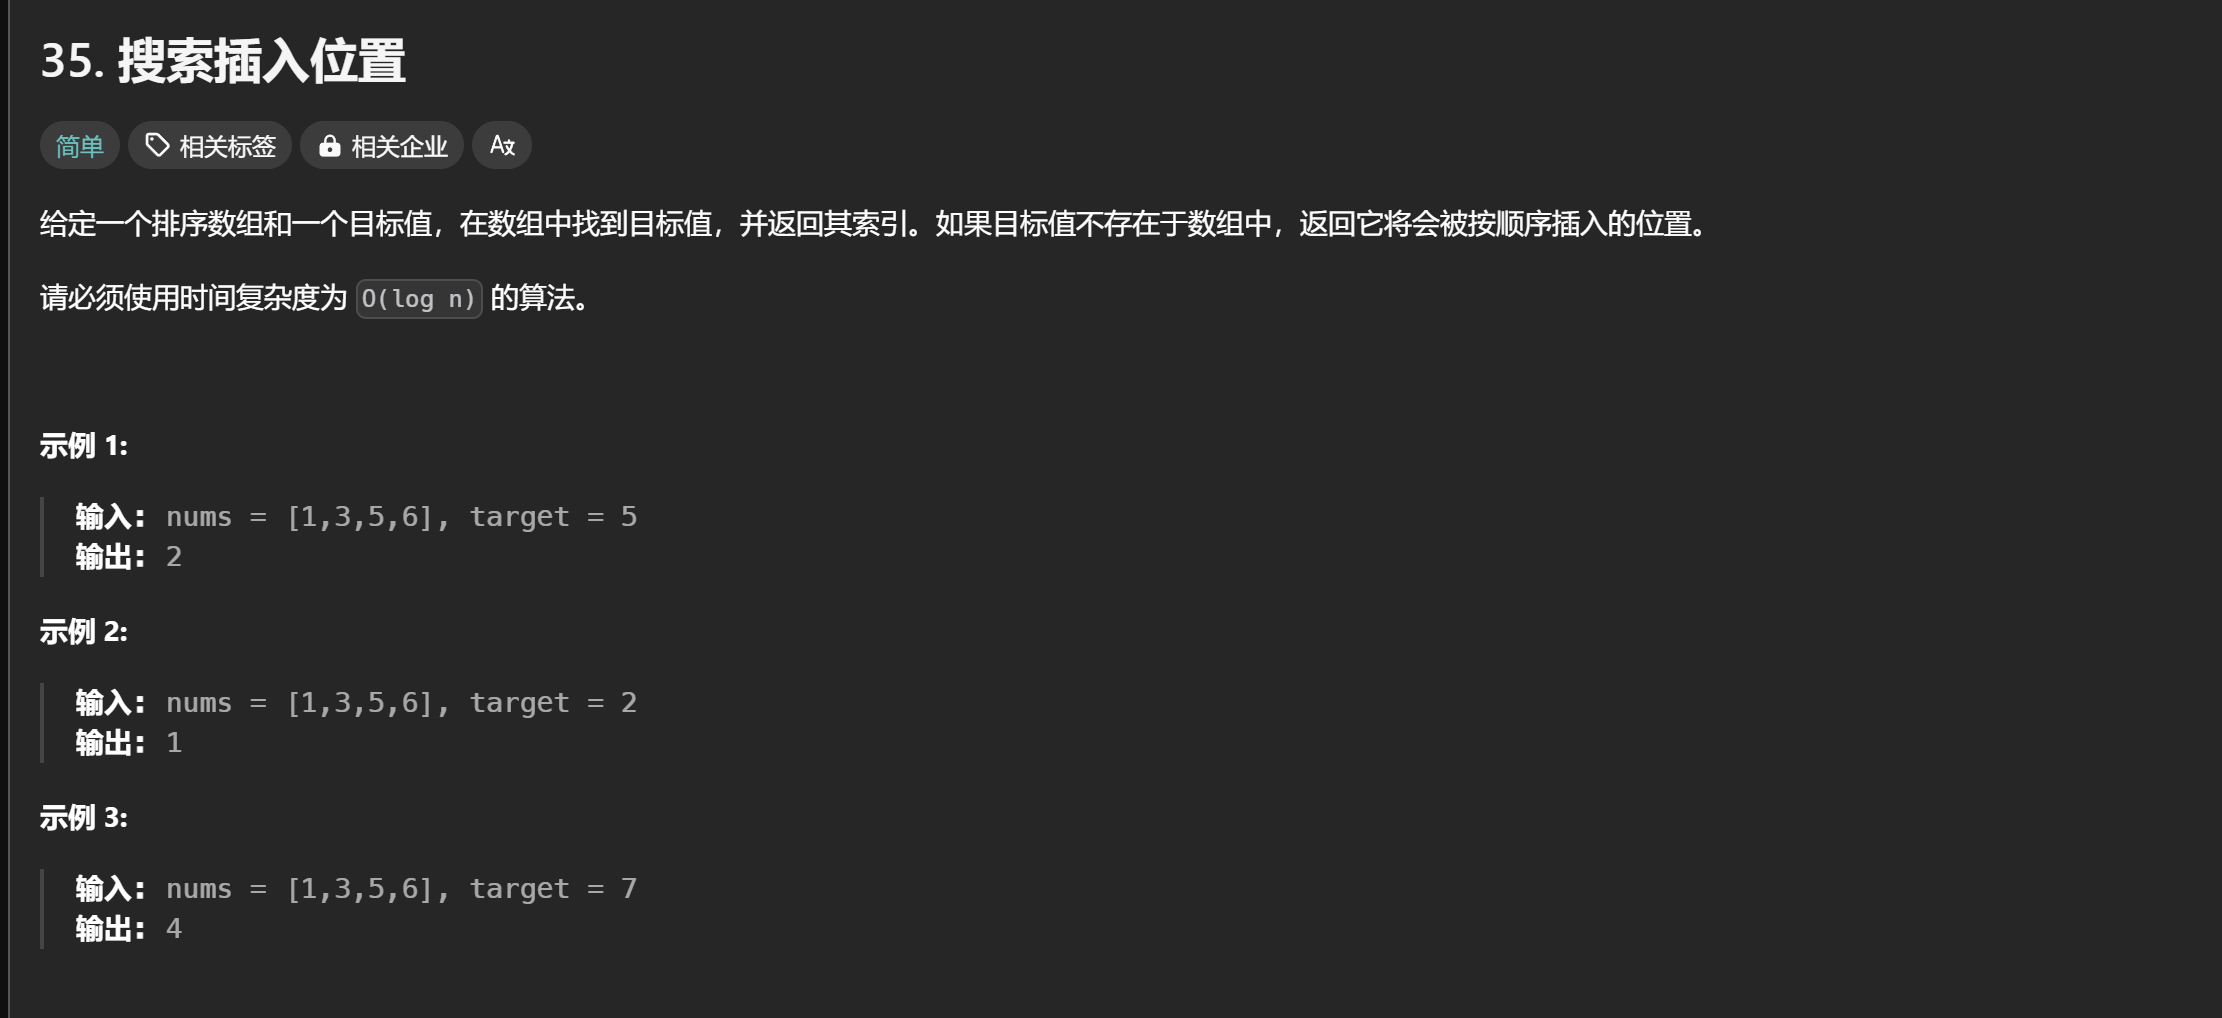 35. 搜索插入位置
简单 相关标签 相关企业 A文
给定一个排序数组和一个目标值，在数组中找到目标值，并返回其索引。如果目标值不存在于数组中，返回它将会被按顺序插入的位置。
请必须使用时间复杂度为 O(log n) 的算法。
示例 1:
输入: nums = [1,3,5,6], target = 5
输出: 2
示例 2:
输入: nums = [1,3,5,6], target = 2
输出: 1
示例 3:
输入: nums = [1,3,5,6], target = 7
输出: 4